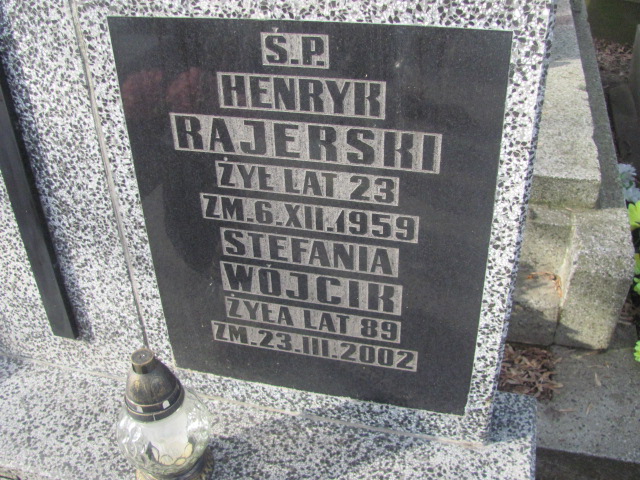 Ś.P.
HENRYK
RAJERSKI
ŻYŁ LAT 23
ZM.6.XII.1959
STEFANIA
WÓJCIK
ŻYŁA LAT 89
ZM.23.III.2002